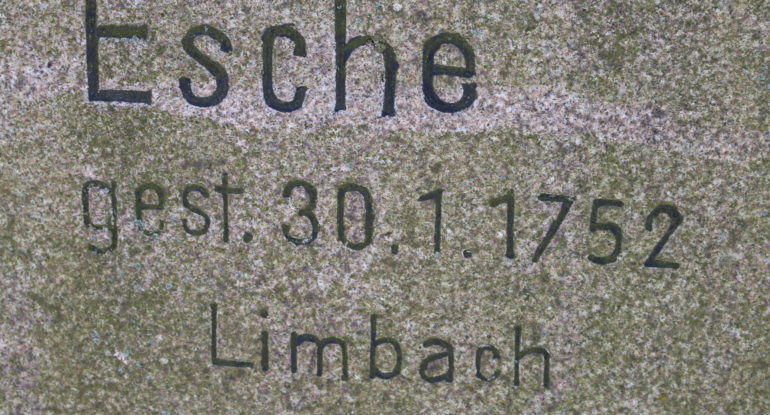 Esche
gest. 30.1.1752
Limbach